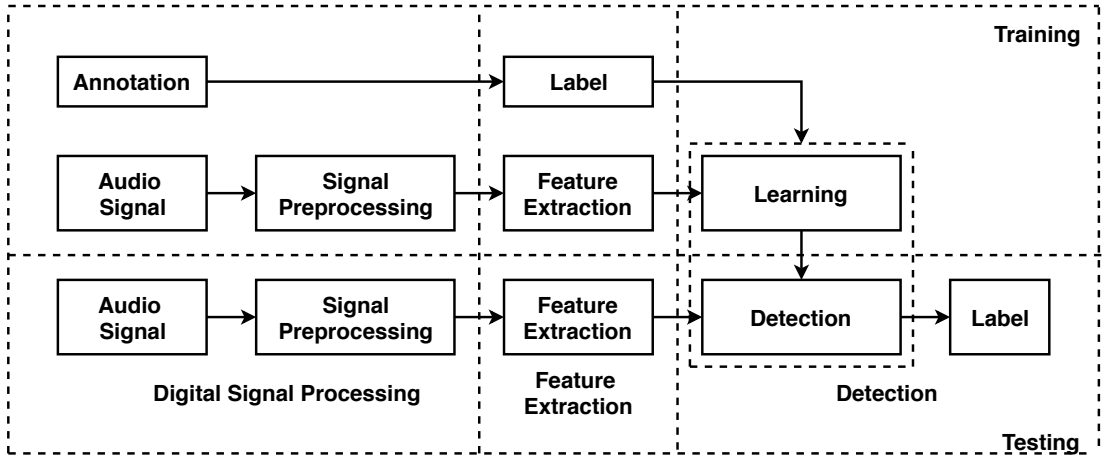 Training
Annotation
Label
Audio
Signal
Signal
Preprocessing
Feature
Extraction
Learning
Audio
Signal
Signal
Preprocessing
Feature
Extraction
Detection
Label
Digital Signal Processing
Feature
Extraction
Detection
Testing